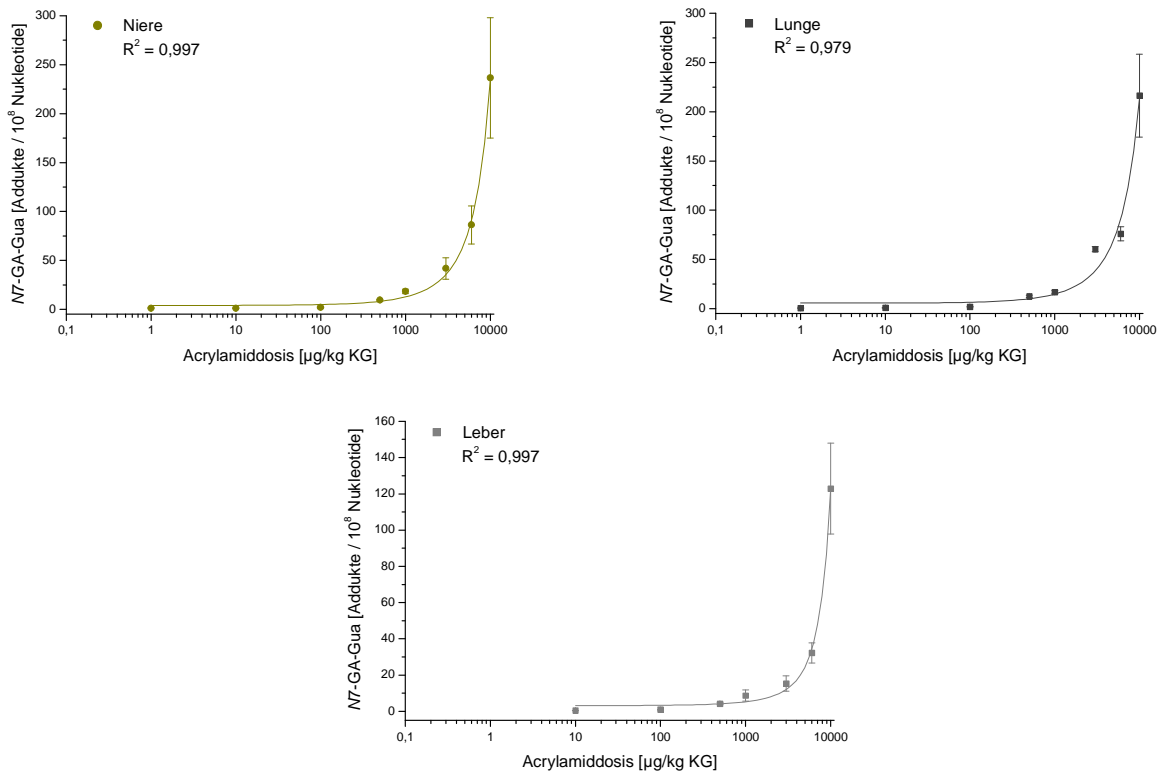 Niere
R² = 0,997
300
250
200
150
100
50
0
N7-GA-Gua [Addukte / 10⁸ Nukleotide]
0,1 1 10 100 1000 10000
Acrylamiddosis [µg/kg KG]
Lunge
R² = 0,979
300
250
200
150
100
50
0
N7-GA-Gua [Addukte / 10⁸ Nukleotide]
0,1 1 10 100 1000 10000
Acrylamiddosis [µg/kg KG]
Leber
R² = 0,997
160
140
120
100
80
60
40
20
0
N7-GA-Gua [Addukte / 10⁸ Nukleotide]
0,1 1 10 100 1000 10000
Acrylamiddosis [µg/kg KG]